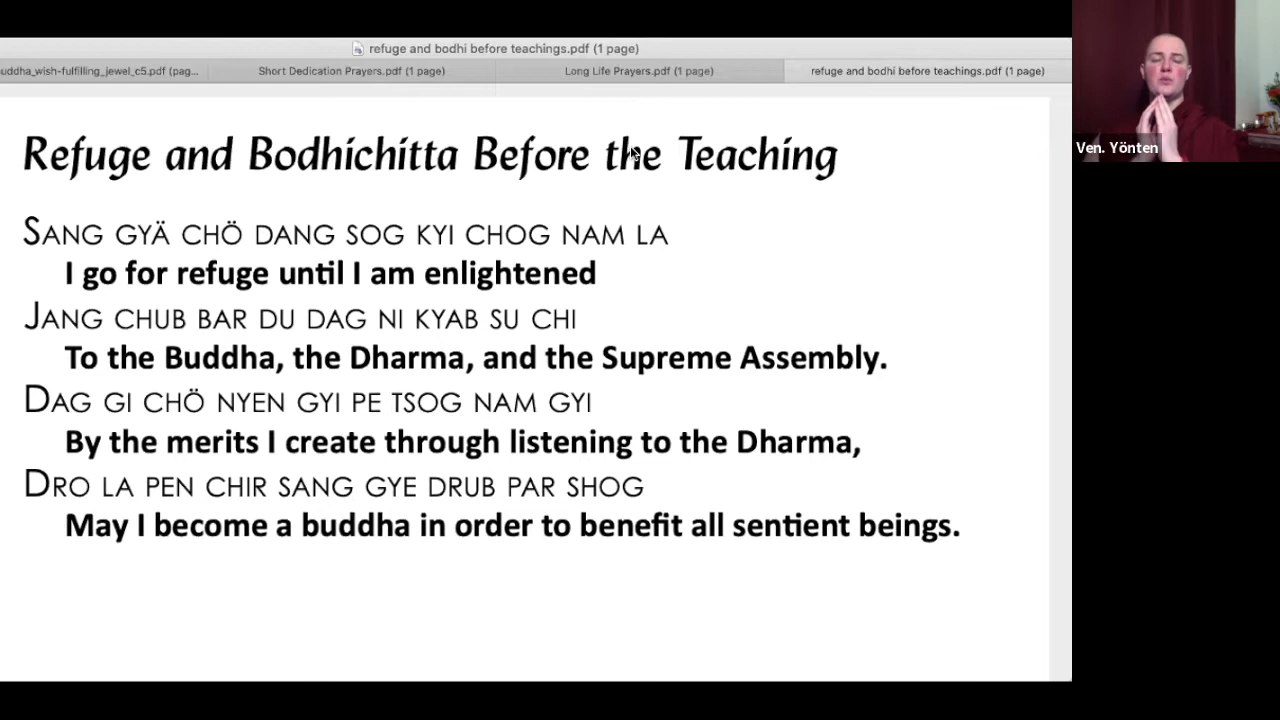 refuge and bodhi before teachings.pdf (1 page)
uddha_wish-fulfilling_jewel_c5.pdf (pag... Short Dedication Prayers.pdf (1 page) Long Life Prayers.pdf (1 page) refuge and bodhi before teachings.pdf (1 page)
Ven. Yönten
Refuge and Bodhichitta Before the Teaching
SANG GYÄ CHÖ DANG SOG KYI CHOG NAM LA
I go for refuge until I am enlightened
JANG CHUB BAR DU DAG NI KYAB SU CHI
To the Buddha, the Dharma, and the Supreme Assembly.
DAG GI CHÖ NYEN GYI PE TSOG NAM GYI
By the merits I create through listening to the Dharma,
DRO LA PEN CHIR SANG GYE DRUB PAR SHOG
May I become a buddha in order to benefit all sentient beings.